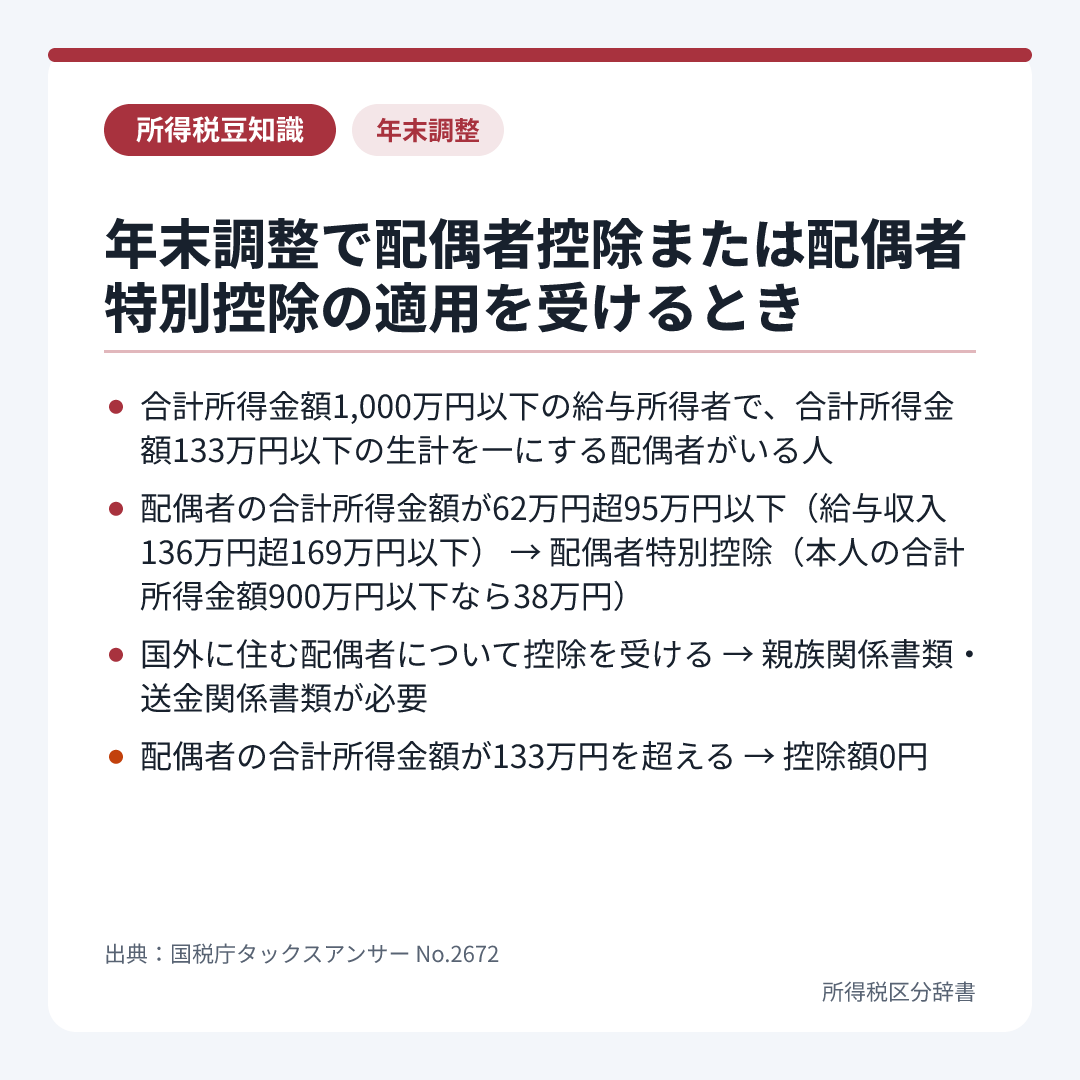 所得税豆知識
年末調整
年末調整で配偶者控除または配偶者
特別控除の適用を受けるとき
合計所得金額1,000万円以下の給与所得者で、合計所得金
額133万円以下の生計を一にする配偶者がいる人
配偶者の合計所得金額が62万円超95万円以下（給与収入
136万円超169万円以下） → 配偶者特別控除（本人の合計
所得金額900万円以下なら38万円）
国外に住む配偶者について控除を受ける → 親族関係書類・
送金関係書類が必要
配偶者の合計所得金額が133万円を超える → 控除額0円
出典：国税庁タックスアンサー No.2672
所得税区分辞書